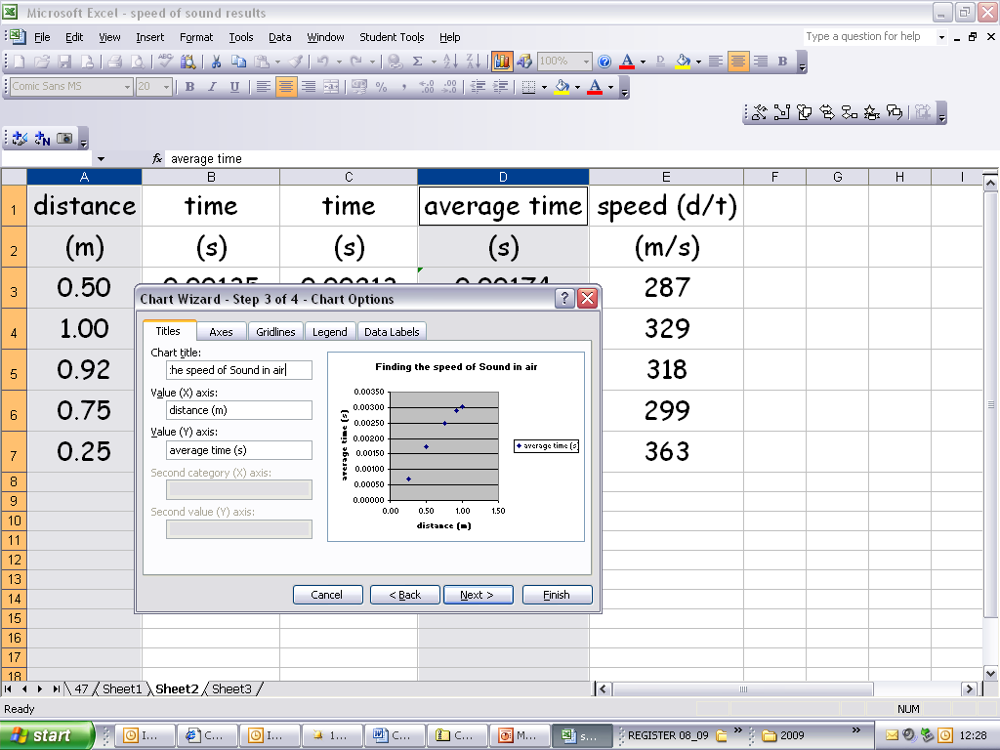 Microsoft Excel - speed of sound results
File Edit View Insert Format Tools Data Window Student Tools Help
Type a question for help
100%
Comic Sans MS 20 B I U
fx average time
A B C D E F G H I
1 distance time time average time speed (d/t)
2 (m) (s) (s) (s) (m/s)
3 0.50 287
4 1.00 329
5 0.92 318
6 0.75 299
7 0.25 363
8
9
10
11
12
13
14
15
16
17
18
Chart Wizard - Step 3 of 4 - Chart Options
Titles Axes Gridlines Legend Data Labels
Chart title:
he speed of Sound in air
Value (X) axis:
distance (m)
Value (Y) axis:
average time (s)
Second category (X) axis:
Second value (Y) axis:
Finding the speed of Sound in air
0.00350
0.00300
0.00250
0.00200
0.00150
0.00100
0.00050
0.00000
0.00 0.50 1.00 1.50
average time (s)
distance (m)
average time (s)
Cancel < Back Next > Finish
47 Sheet1 Sheet2 Sheet3
Ready NUM
start I... C... I... 1... C... C... M... s... REGISTER 08_09 » 2009 » 12:28